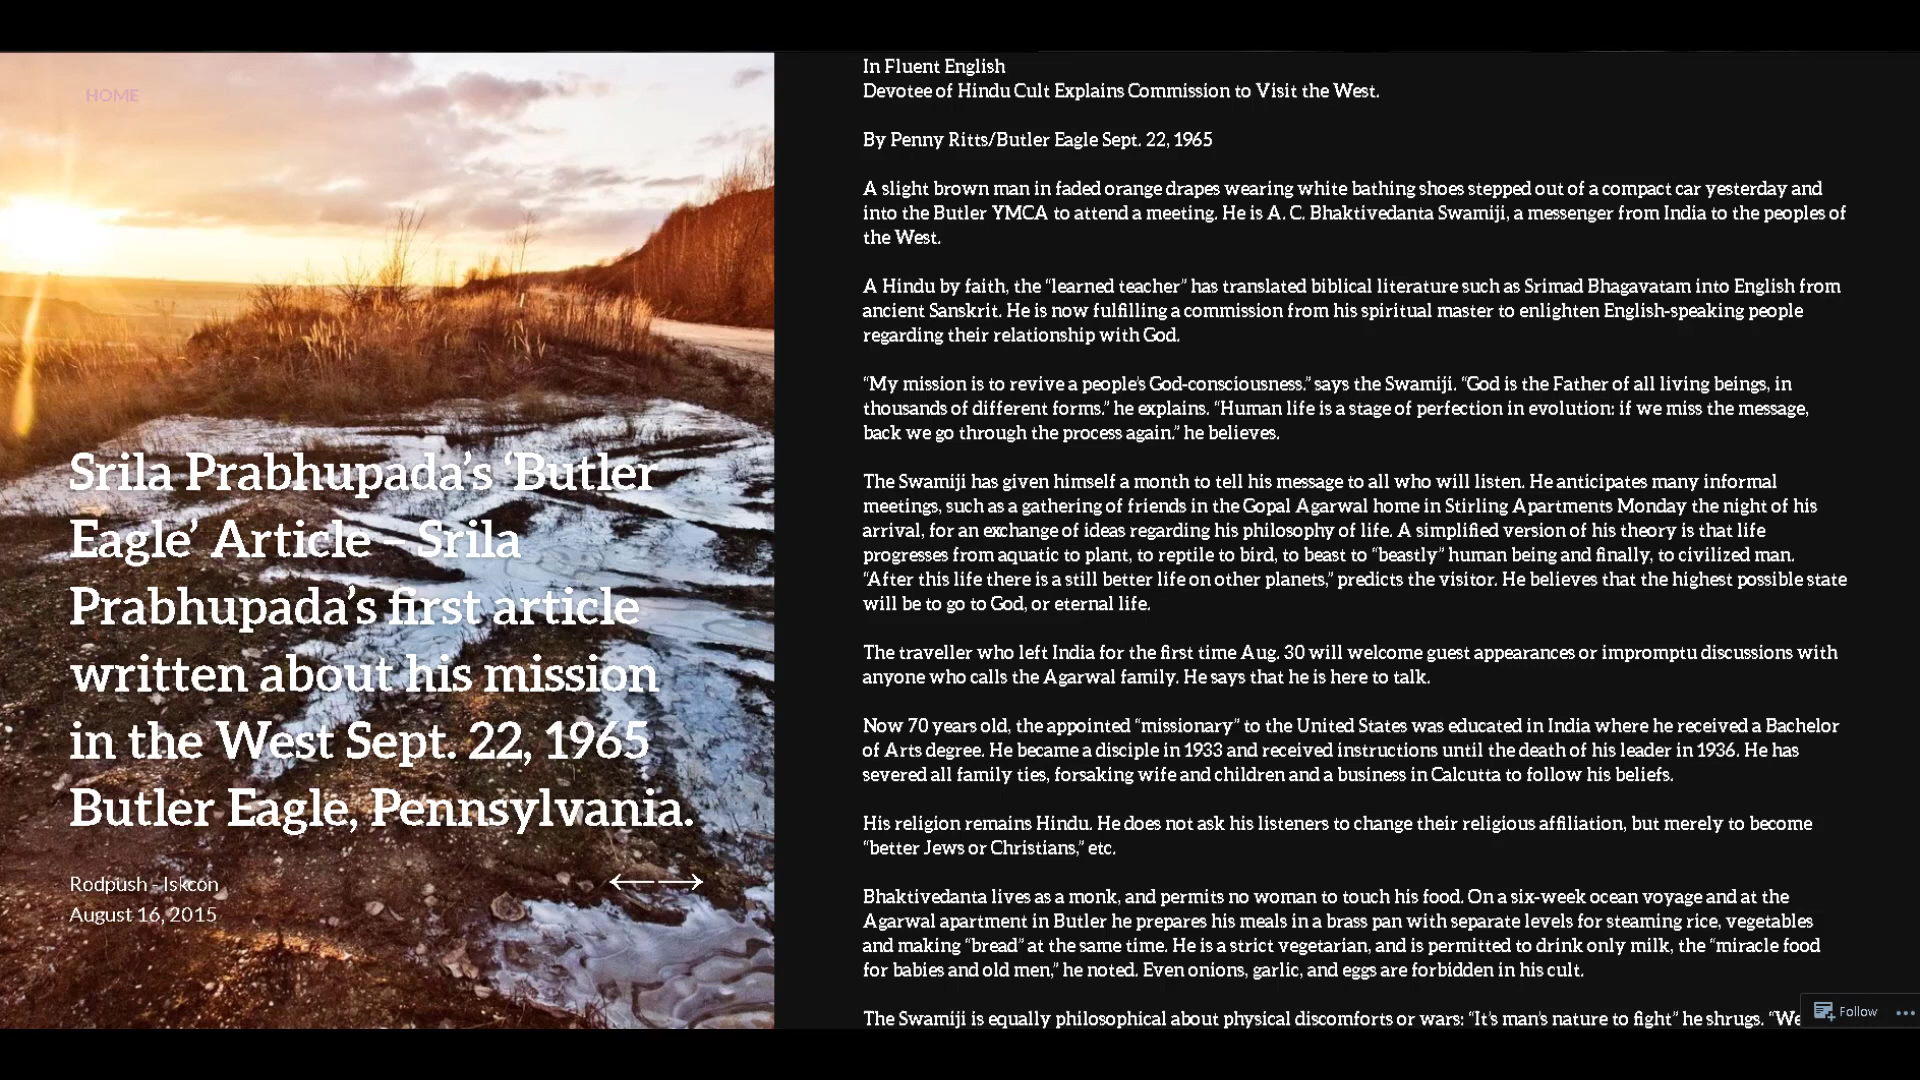 HOME
Srila Prabhupada’s ‘Butler
Eagle’ Article – Srila
Prabhupada’s first article
written about his mission
in the West Sept. 22, 1965
Butler Eagle, Pennsylvania.
Rodpush - Iskcon
August 16, 2015
In Fluent English
Devotee of Hindu Cult Explains Commission to Visit the West.
By Penny Ritts/Butler Eagle Sept. 22, 1965
A slight brown man in faded orange drapes wearing white bathing shoes stepped out of a compact car yesterday and
into the Butler YMCA to attend a meeting. He is A. C. Bhaktivedanta Swamiji, a messenger from India to the peoples of
the West.
A Hindu by faith, the “learned teacher” has translated biblical literature such as Srimad Bhagavatam into English from
ancient Sanskrit. He is now fulfilling a commission from his spiritual master to enlighten English-speaking people
regarding their relationship with God.
“My mission is to revive a people’s God-consciousness.” says the Swamiji. “God is the Father of all living beings, in
thousands of different forms.” he explains. “Human life is a stage of perfection in evolution: if we miss the message,
back we go through the process again.” he believes.
The Swamiji has given himself a month to tell his message to all who will listen. He anticipates many informal
meetings, such as a gathering of friends in the Gopal Agarwal home in Stirling Apartments Monday the night of his
arrival, for an exchange of ideas regarding his philosophy of life. A simplified version of his theory is that life
progresses from aquatic to plant, to reptile to bird, to beast to “beastly” human being and finally, to civilized man.
“After this life there is a still better life on other planets,” predicts the visitor. He believes that the highest possible state
will be to go to God, or eternal life.
The traveller who left India for the first time Aug. 30 will welcome guest appearances or impromptu discussions with
anyone who calls the Agarwal family. He says that he is here to talk.
Now 70 years old, the appointed “missionary” to the United States was educated in India where he received a Bachelor
of Arts degree. He became a disciple in 1933 and received instructions until the death of his leader in 1936. He has
severed all family ties, forsaking wife and children and a business in Calcutta to follow his beliefs.
His religion remains Hindu. He does not ask his listeners to change their religious affiliation, but merely to become
“better Jews or Christians,” etc.
Bhaktivedanta lives as a monk, and permits no woman to touch his food. On a six-week ocean voyage and at the
Agarwal apartment in Butler he prepares his meals in a brass pan with separate levels for steaming rice, vegetables
and making “bread” at the same time. He is a strict vegetarian, and is permitted to drink only milk, the “miracle food
for babies and old men,” he noted. Even onions, garlic, and eggs are forbidden in his cult.
The Swamiji is equally philosophical about physical discomforts or wars: “It’s man’s nature to fight” he shrugs. “We
Follow